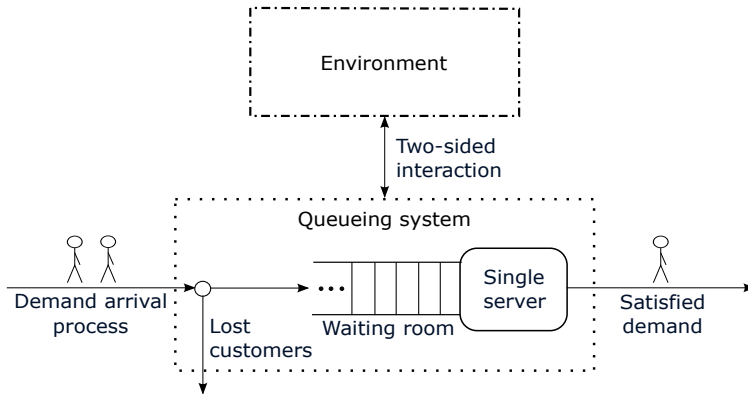 Environment
Two-sided
interaction
Queueing system
Demand arrival
process
Lost
customers
Waiting room
Single
server
Satisfied
demand